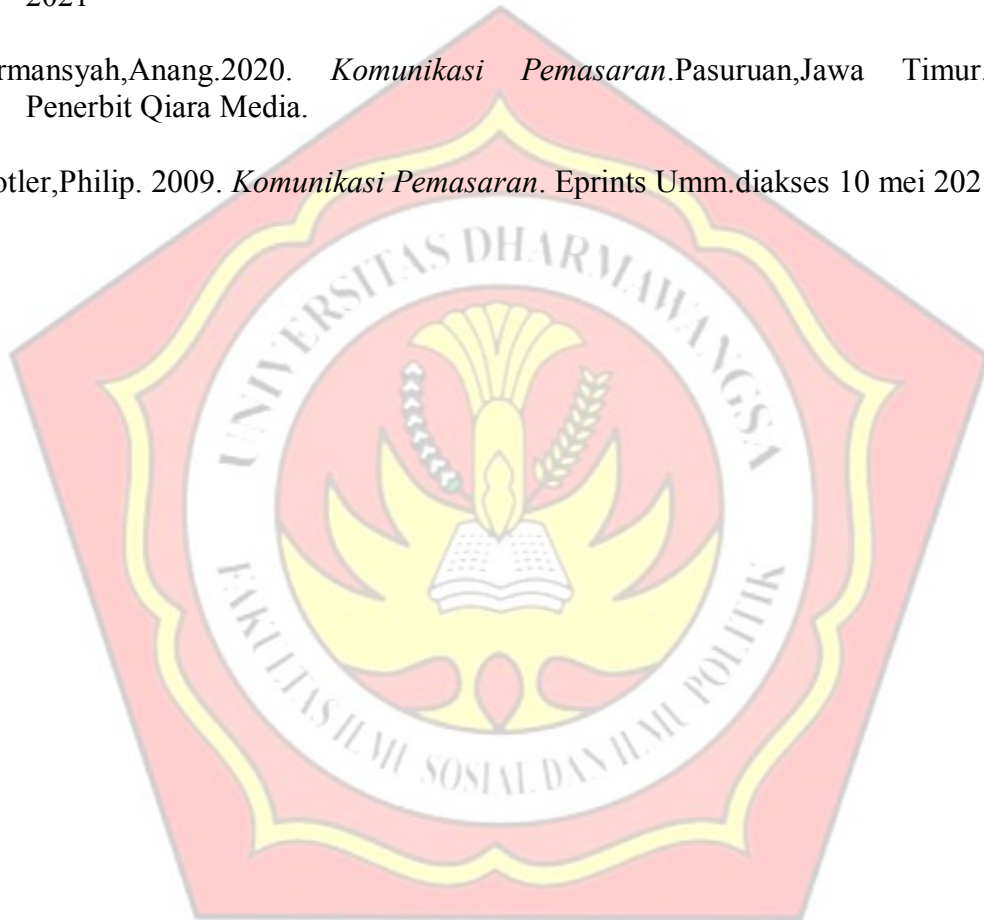 2021
rmansyah,Anang.2020. Komunikasi Pemasaran.Pasuruan,Jawa Timur.
Penerbit Qiara Media.
otler,Philip. 2009. Komunikasi Pemasaran. Eprints Umm.diakses 10 mei 202
UNIVERSITAS DHARMAWANGSA
FAKULTAS ILMU SOSIAL DAN ILMU POLITIK